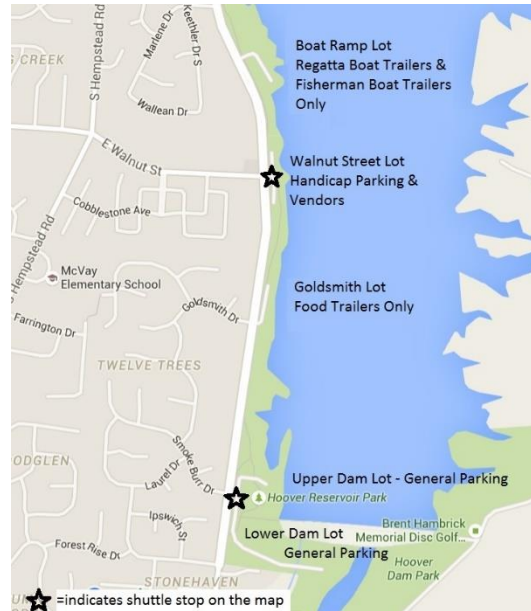 Keethler Dr S
Marlene Dr
S CREEK
S Hempstead Rd
Wallean Dr
Boat Ramp Lot
Regatta Boat Trailers &
Fisherman Boat Trailers
Only
E Walnut St
Walnut Street Lot
Handicap Parking &
Vendors
Cobblestone Ave
S Hempstead Rd
McVay
Elementary School
Goldsmith Dr
Goldsmith Lot
Food Trailers Only
Farrington Dr
TWELVE TREES
Smoke Burr Dr
Laurel Dr
ODGLEN
Upper Dam Lot - General Parking
Hoover Reservoir Park
Ipswich St
Lower Dam Lot
General Parking
Brent Hambrick
Memorial Disc Golf...
Forest Rise Dr
Hoover
Dam Park
STONEHAVEN
=indicates shuttle stop on the map